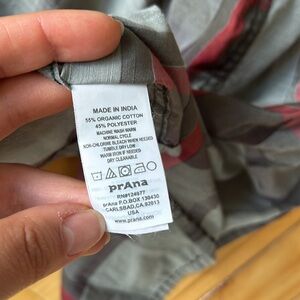 MADE IN INDIA
55% ORGANIC COTTON
45% POLYESTER
MACHINE WASH WARM
NORMAL CYCLE
NON-CHLORINE BLEACH WHEN NEEDED
TUMBLE DRY LOW
WARM IRON IF NEEDED
DRY CLEANABLE
prAna
RN#124977
prAna P.O.BOX 130430
CARLSBAD,CA.92013
USA
www.prana.com